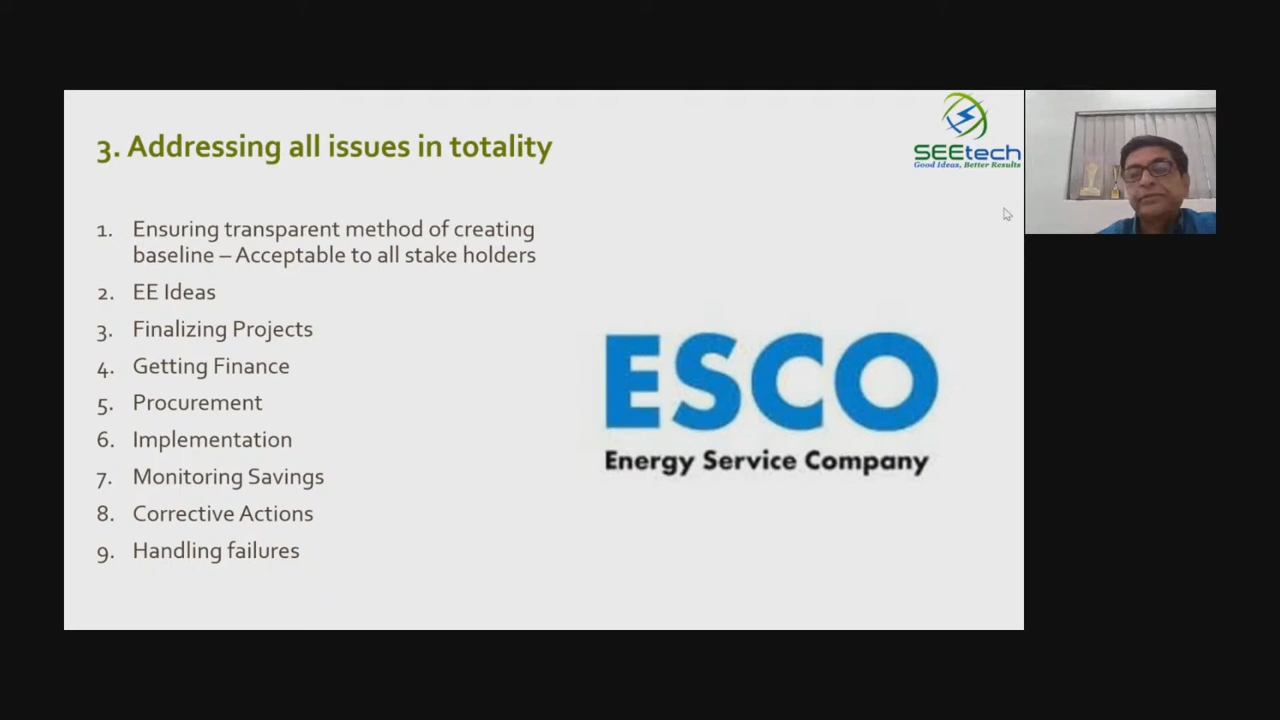 3. Addressing all issues in totality
SEEtech
Good Ideas, Better Results
1. Ensuring transparent method of creating
baseline – Acceptable to all stake holders
2. EE Ideas
3. Finalizing Projects
4. Getting Finance
5. Procurement
6. Implementation
7. Monitoring Savings
8. Corrective Actions
9. Handling failures
ESCO
Energy Service Company